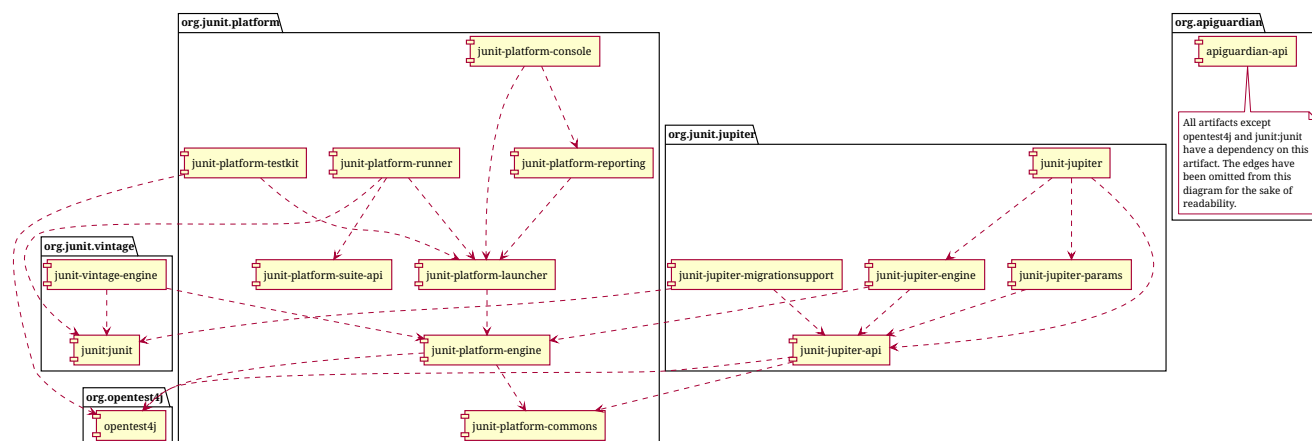 org.junit.platform
org.apiguardian
junit-platform-console
apiguardian-api
All artifacts except
opentest4j and junit:junit
have a dependency on this
artifact. The edges have
been omitted from this
diagram for the sake of
readability.
org.junit.jupiter
junit-platform-testkit
junit-platform-runner
junit-platform-reporting
junit-jupiter
org.junit.vintage
junit-vintage-engine
junit-platform-suite-api
junit-platform-launcher
junit-jupiter-migrationsupport
junit-jupiter-engine
junit-jupiter-params
junit:junit
junit-platform-engine
junit-jupiter-api
org.opentest4j
opentest4j
junit-platform-commons